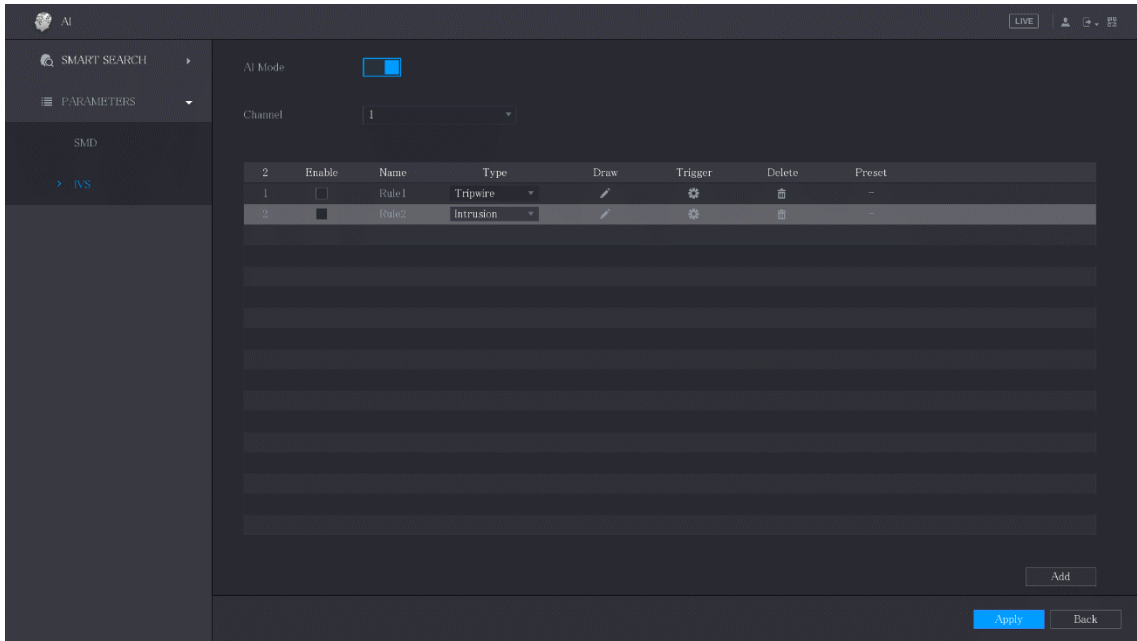 AI LIVE
SMART SEARCH
PARAMETERS
SMD
IVS
AI Mode
Channel 1
2 Enable Name Type Draw Trigger Delete Preset
1 Rule1 Tripwire -
2 Rule2 Intrusion -
Add
Apply Back